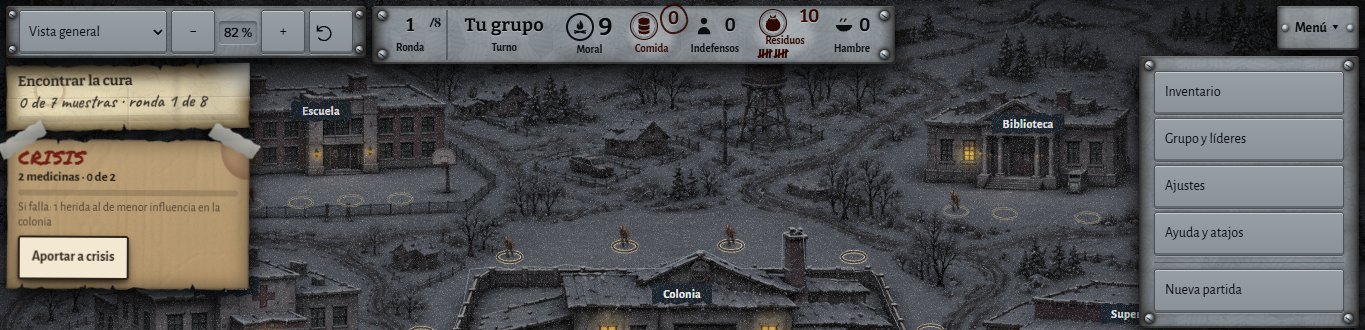 Vista general
− 82 % +
1 /8
Ronda
Tu grupo
Turno
9
Moral
0
Comida
0
Indefensos
10
Residuos
0
Hambre
Menú
Encontrar la cura
0 de 7 muestras · ronda 1 de 8
CRISIS
2 medicinas · 0 de 2
Si falla: 1 herida al de menor influencia en la
colonia
Aportar a crisis
Escuela
Biblioteca
Colonia
Super
Inventario
Grupo y líderes
Ajustes
Ayuda y atajos
Nueva partida